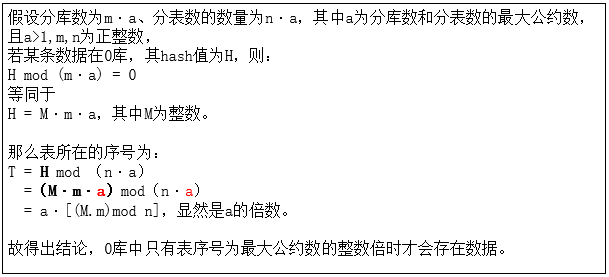 假设分库数为m·a、分表数的数量为n·a，其中a为分库数和分表数的最大公约数，
且a>1,m,n为正整数，
若某条数据在0库，其hash值为H，则：
H mod (m·a) = 0
等同于
H = M·m·a，其中M为整数。
那么表所在的序号为：
T = H mod （n·a）
= (M·m·a) mod（n·a）
= a·[(M.m)mod n]，显然是a的倍数。
故得出结论，0库中只有表序号为最大公约数的整数倍时才会存在数据。